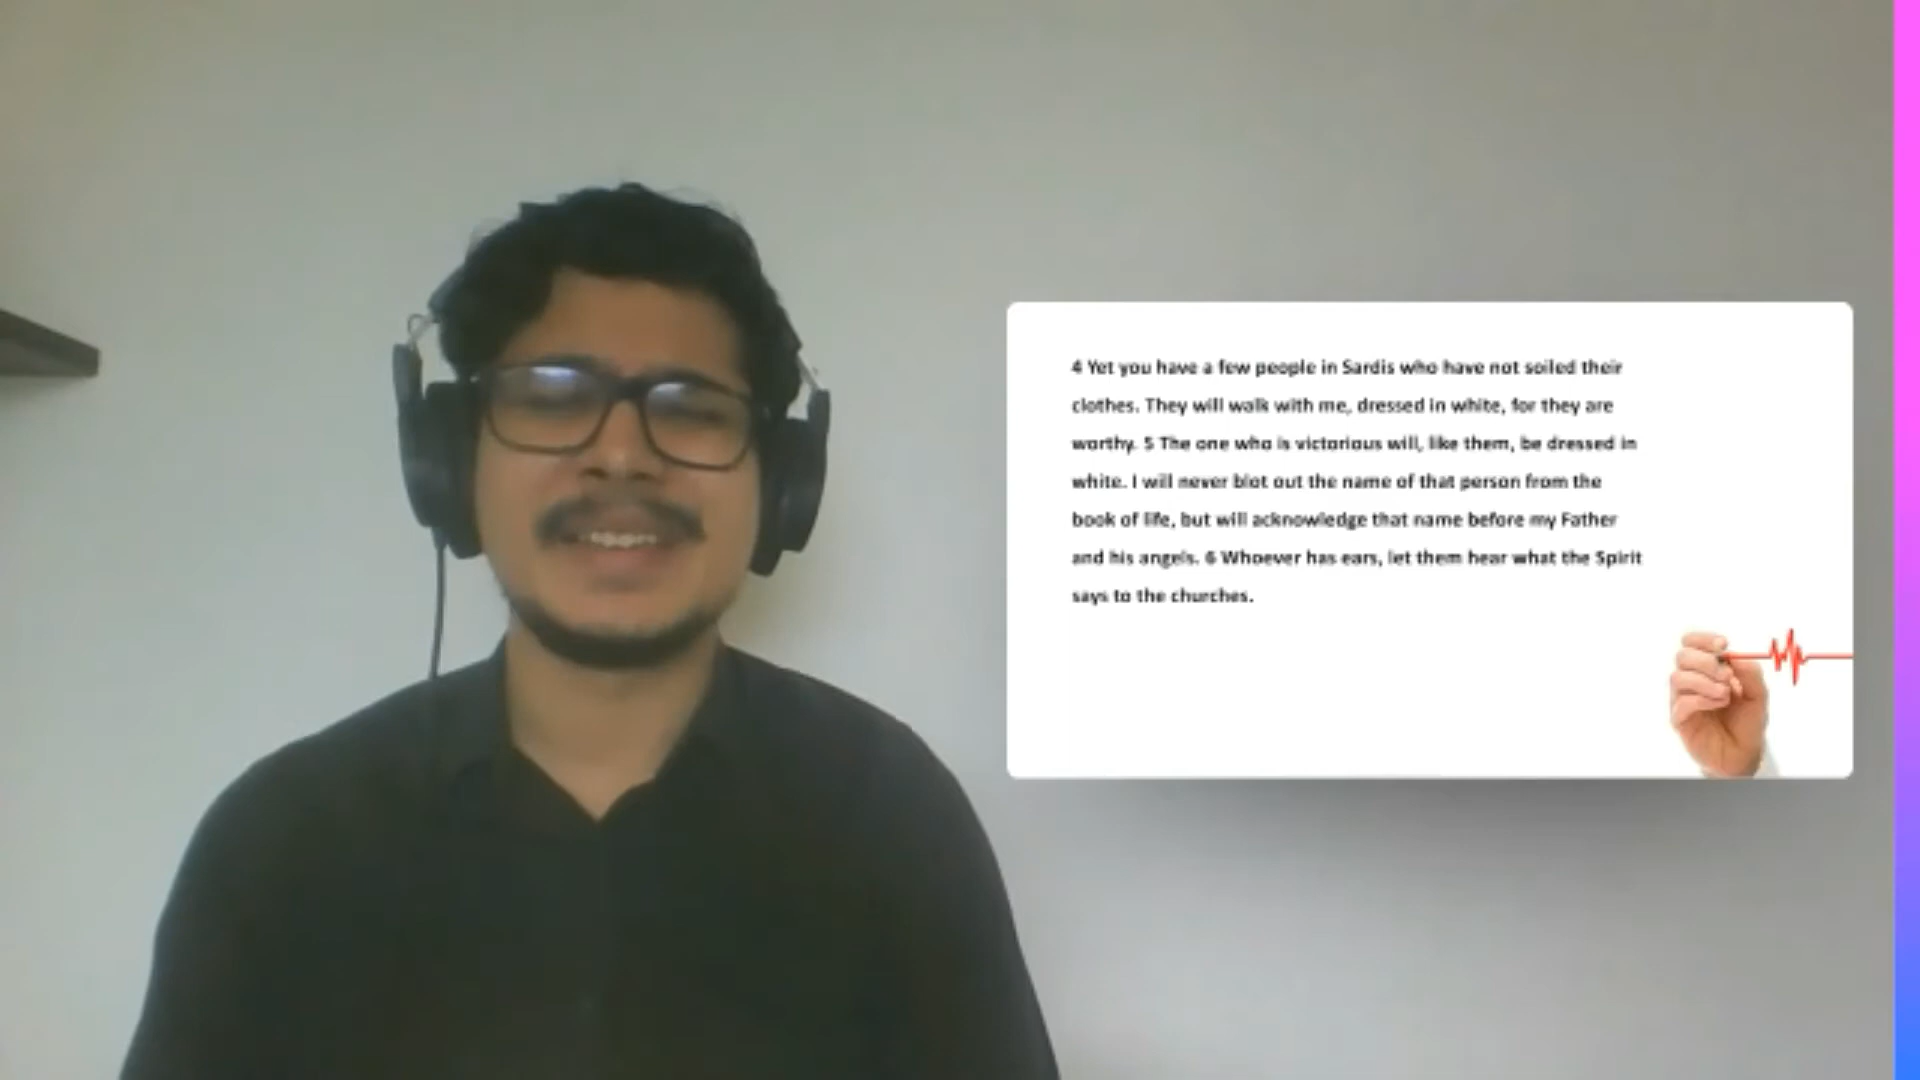 4 Yet you have a few people in Sardis who have not soiled their
clothes. They will walk with me, dressed in white, for they are
worthy. 5 The one who is victorious will, like them, be dressed in
white. I will never blot out the name of that person from the
book of life, but will acknowledge that name before my Father
and his angels. 6 Whoever has ears, let them hear what the Spirit
says to the churches.